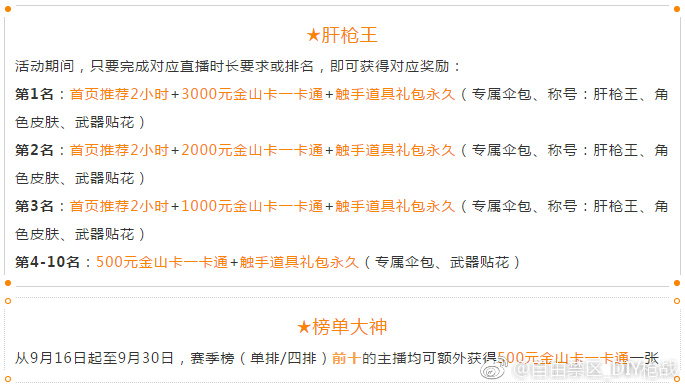 ★肝枪王
活动期间，只要完成对应直播时长要求或排名，即可获得对应奖励：
第1名：首页推荐2小时+3000元金山卡一卡通+触手道具礼包永久（专属伞包、称号：肝枪王、角
色皮肤、武器贴花）
第2名：首页推荐2小时+2000元金山卡一卡通+触手道具礼包永久（专属伞包、称号：肝枪王、角
色皮肤、武器贴花）
第3名：首页推荐2小时+1000元金山卡一卡通+触手道具礼包永久（专属伞包、称号：肝枪王、角
色皮肤、武器贴花）
第4-10名：500元金山卡一卡通+触手道具礼包永久（专属伞包、武器贴花）
★榜单大神
从9月16日起至9月30日，赛季榜（单排/四排）前十的主播均可额外获得500元金山卡一卡通一张
@自由禁区_DIY枪战